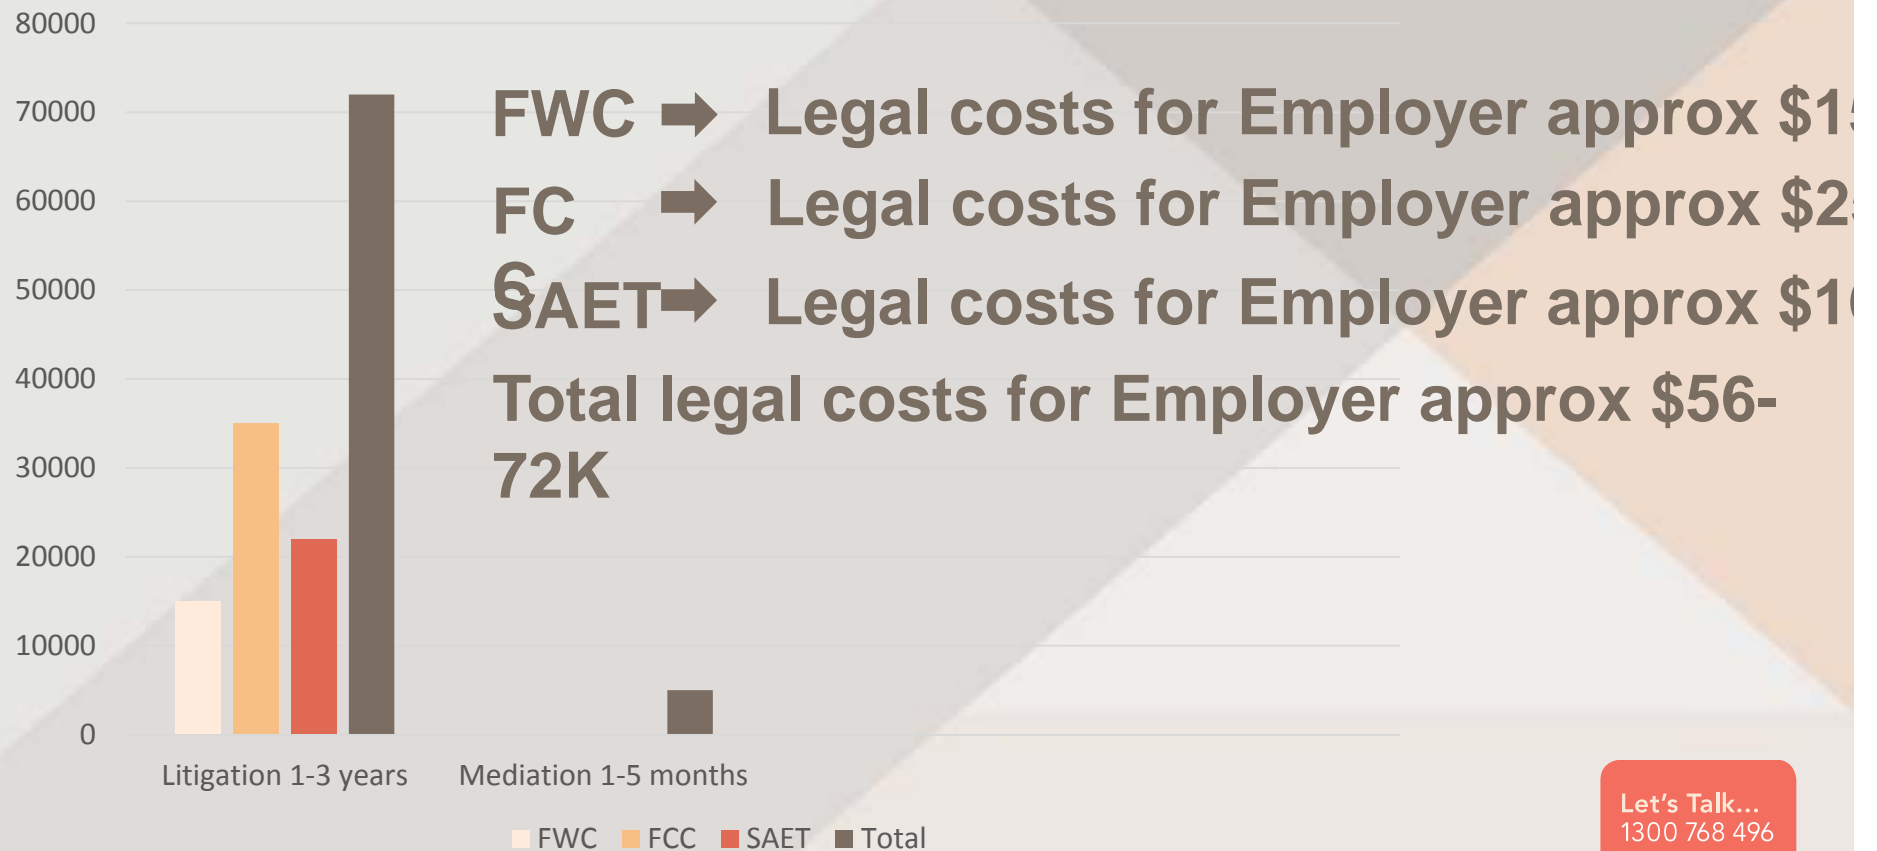 80000
70000
60000
50000
40000
30000
20000
10000
0
FWC Legal costs for Employer approx
FC Legal costs for Employer approx
C
SAET Legal costs for Employer approx
Total legal costs for Employer approx $56-
72K
Litigation 1-3 years
Mediation 1-5 months
FWC FCC SAET Total
Let's Talk...
1300 768 496